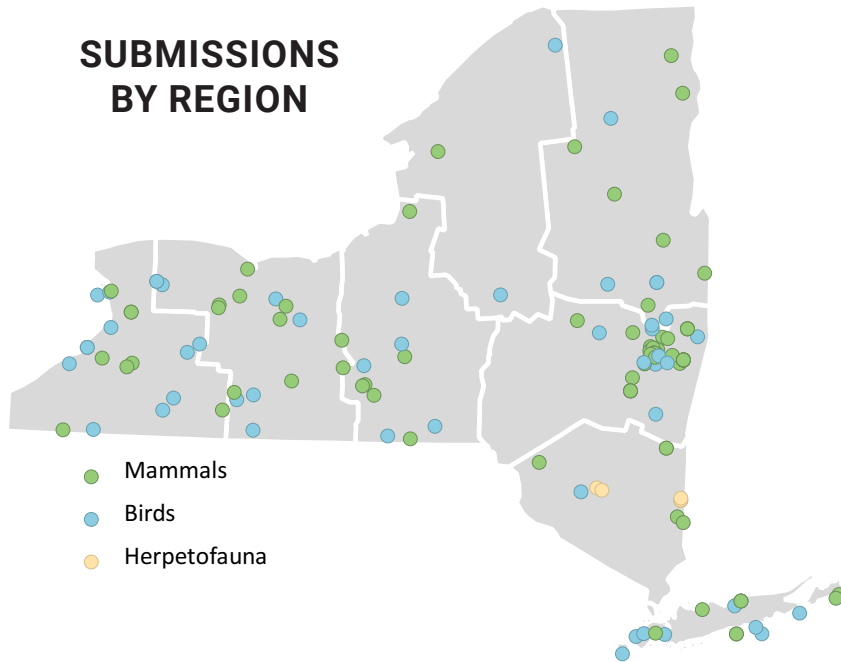 SUBMISSIONS
BY REGION
Mammals
Birds
Herpetofauna